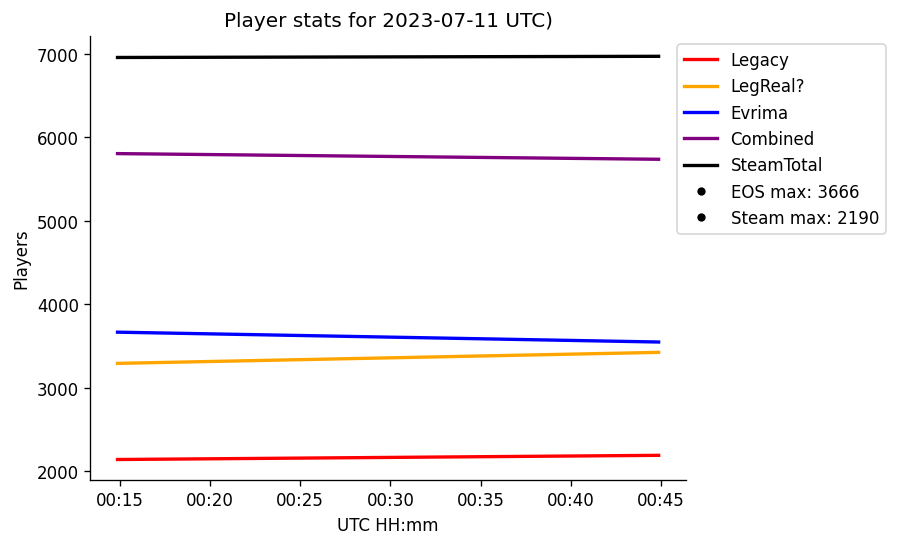 Player stats for 2023-07-11 UTC)
7000
6000
5000
4000
3000
2000
Players
00:15 00:20 00:25 00:30 00:35 00:40 00:45
UTC HH:mm
Legacy
LegReal?
Evrima
Combined
SteamTotal
EOS max: 3666
Steam max: 2190